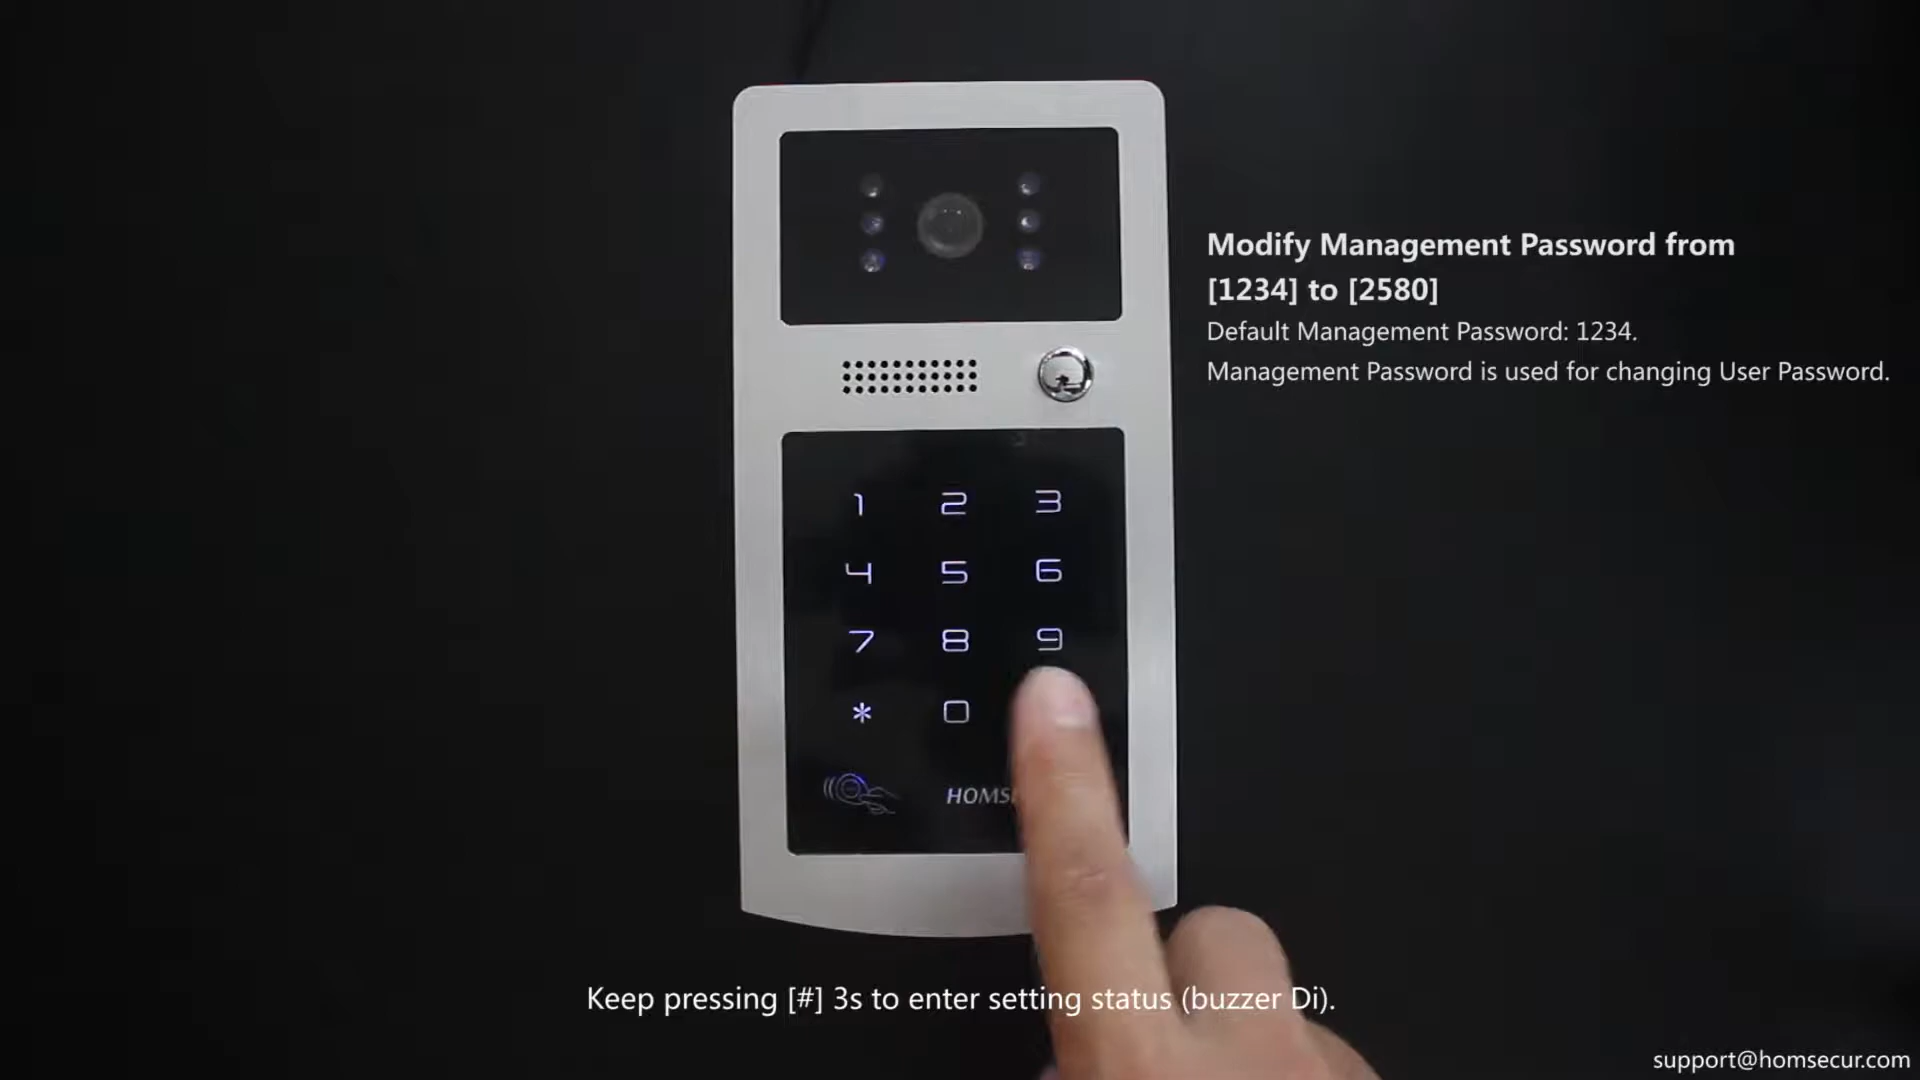 Modify Management Password from
[1234] to [2580]
Default Management Password: 1234.
Management Password is used for changing User Password.
1 2 3
4 5 6
7 8 9
* 0
Keep pressing [#] 3s to enter setting status (buzzer Di).
support@homsecur.com